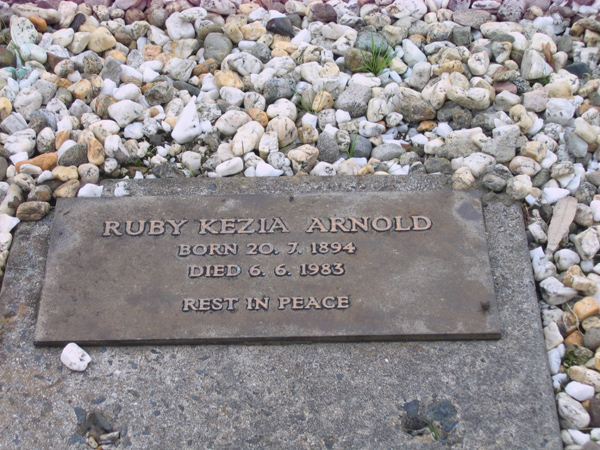 RUBY KEZIA ARNOLD
BORN 20. 7. 1894
DIED 6. 6. 1983
REST IN PEACE